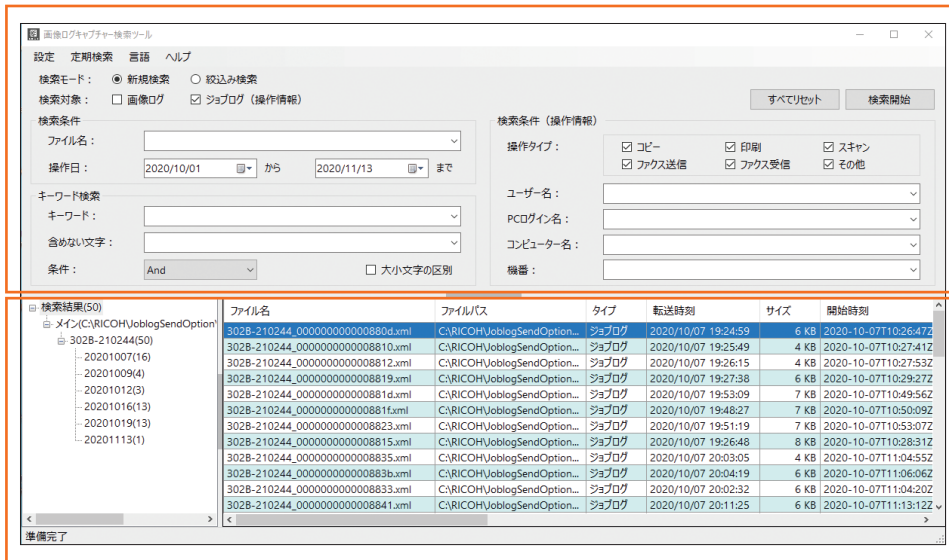 画像ログキャプチャー検索ツール
設定 定期検索 言語 ヘルプ
検索モード： 新規検索 絞込み検索
検索対象： 画像ログ ジョブログ（操作情報） すべてリセット 検索開始
検索条件
ファイル名：
操作日： 2020/10/01 から 2020/11/13 まで
キーワード検索
キーワード：
含めない文字：
条件： And 大小文字の区別
検索条件（操作情報）
操作タイプ： コピー 印刷 スキャン
ファクス送信 ファクス受信 その他
ユーザー名：
PCログイン名：
コンピューター名：
機番：
検索結果(50)
メイン(C:\RICOH\JoblogSendOption\
302B-210244(50)
20201007(16)
20201009(4)
20201012(3)
20201016(13)
20201019(13)
20201113(1)
ファイル名 ファイルパス タイプ 転送時刻 サイズ 開始時刻
302B-210244_000000000000880d.xml C:\RICOH\JoblogSendOption... ジョブログ 2020/10/07 19:24:59 6 KB 2020-10-07T10:26:47Z
302B-210244_0000000000008810.xml C:\RICOH\JoblogSendOption... ジョブログ 2020/10/07 19:25:49 4 KB 2020-10-07T10:27:41Z
302B-210244_0000000000008812.xml C:\RICOH\JoblogSendOption... ジョブログ 2020/10/07 19:26:15 4 KB 2020-10-07T10:27:53Z
302B-210244_0000000000008819.xml C:\RICOH\JoblogSendOption... ジョブログ 2020/10/07 19:27:38 6 KB 2020-10-07T10:29:27Z
302B-210244_000000000000881d.xml C:\RICOH\JoblogSendOption... ジョブログ 2020/10/07 19:53:09 7 KB 2020-10-07T10:49:56Z
302B-210244_000000000000881f.xml C:\RICOH\JoblogSendOption... ジョブログ 2020/10/07 19:48:27 7 KB 2020-10-07T10:50:09Z
302B-210244_0000000000008823.xml C:\RICOH\JoblogSendOption... ジョブログ 2020/10/07 19:51:19 7 KB 2020-10-07T10:53:07Z
302B-210244_0000000000008815.xml C:\RICOH\JoblogSendOption... ジョブログ 2020/10/07 19:26:48 8 KB 2020-10-07T10:28:31Z
302B-210244_0000000000008835.xml C:\RICOH\JoblogSendOption... ジョブログ 2020/10/07 20:03:05 4 KB 2020-10-07T11:04:55Z
302B-210244_000000000000883b.xml C:\RICOH\JoblogSendOption... ジョブログ 2020/10/07 20:04:19 6 KB 2020-10-07T11:06:06Z
302B-210244_0000000000008833.xml C:\RICOH\JoblogSendOption... ジョブログ 2020/10/07 20:02:32 6 KB 2020-10-07T11:04:20Z
302B-210244_0000000000008841.xml C:\RICOH\JoblogSendOption... ジョブログ 2020/10/07 20:11:25 6 KB 2020-10-07T11:13:12Z
準備完了